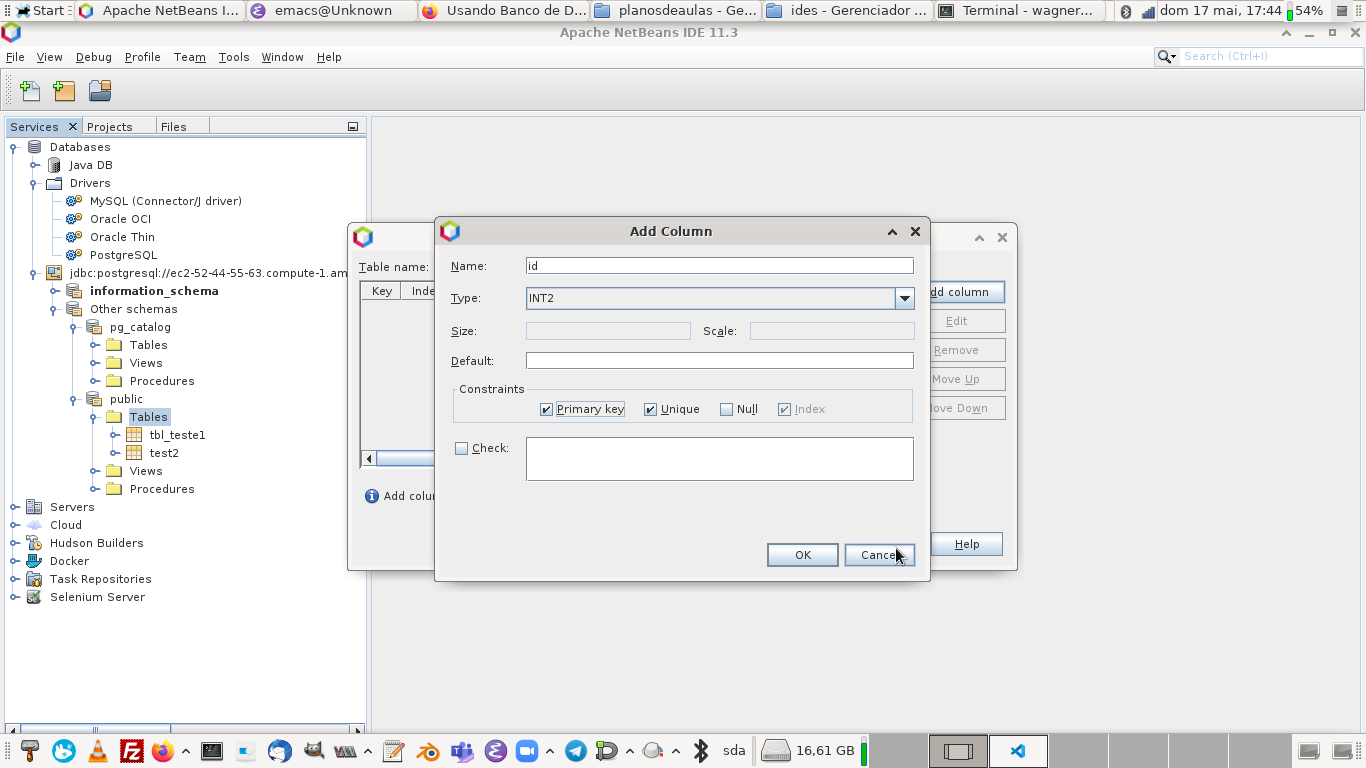 Start
Apache NetBeans I...
emacs@Unknown
Usando Banco de D...
planosdeaulas - Ge...
ides - Gerenciador ...
Terminal - wagner...
dom 17 mai, 17:44
54%
Apache NetBeans IDE 11.3
File View Debug Profile Team Tools Window Help
Search (Ctrl+I)
Services Projects Files
Databases
Java DB
Drivers
MySQL (Connector/J driver)
Oracle OCI
Oracle Thin
PostgreSQL
jdbc:postgresql://ec2-52-44-55-63.compute-1.am
information_schema
Other schemas
pg_catalog
Tables
Views
Procedures
public
Tables
tbl_teste1
test2
Views
Procedures
Servers
Cloud
Hudson Builders
Docker
Task Repositories
Selenium Server
Table name:
Key Inde
Add colu
dd column
Edit
Remove
Move Up
ove Down
Help
Add Column
Name: id
Type: INT2
Size: Scale:
Default:
Constraints
Primary key Unique Null Index
Check:
OK Cance
sda 16,61 GB